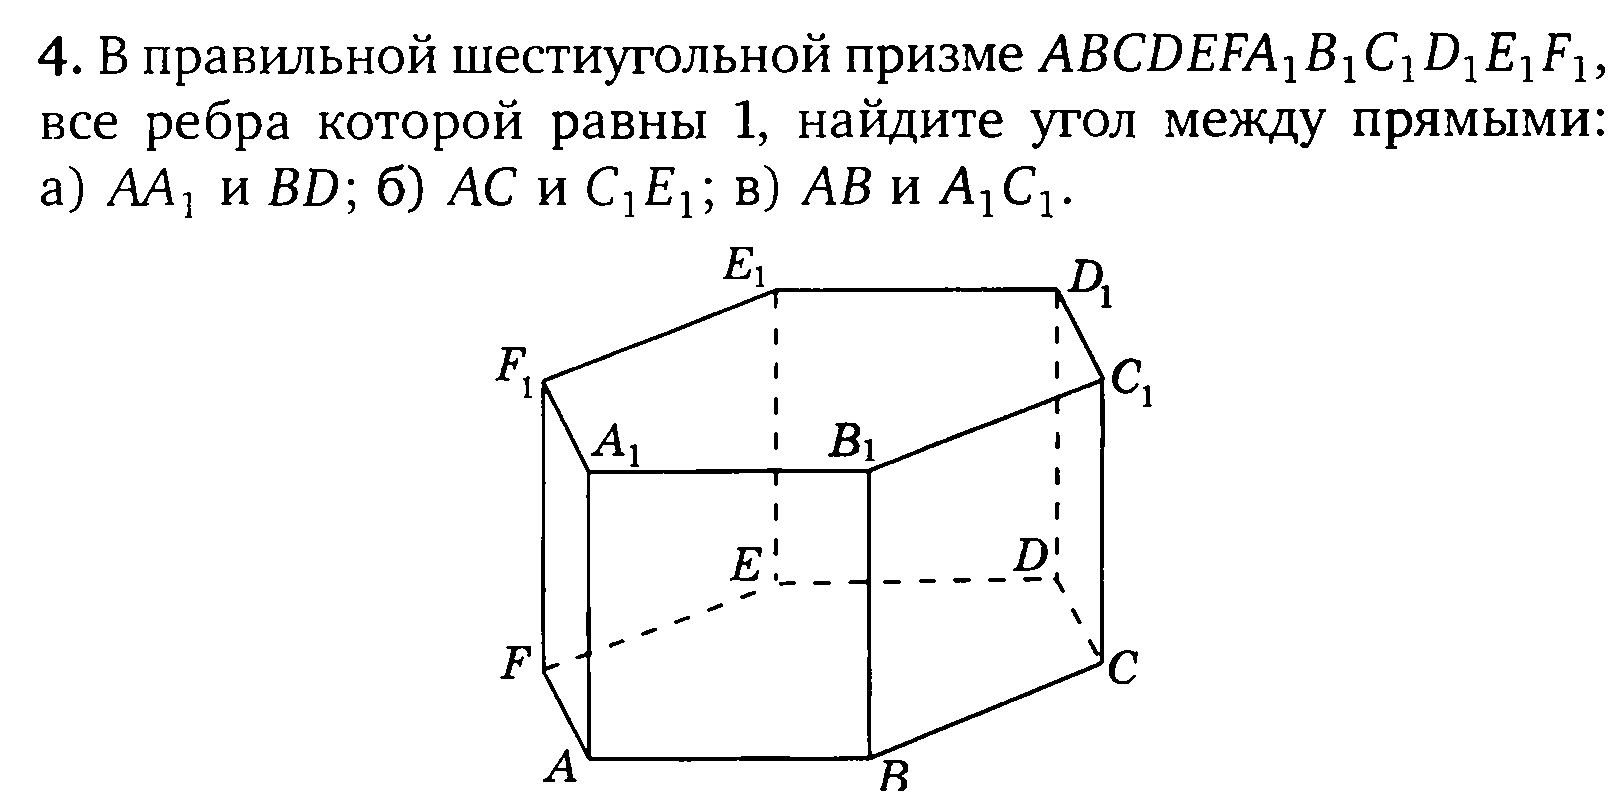 4. В правильной шестиугольной призме ABCDEFA₁B₁C₁D₁E₁F₁,
все ребра которой равны 1, найдите угол между прямыми:
а) AA₁ и BD; б) AC и C₁E₁; в) AB и A₁C₁.
E₁
D₁
F₁
C₁
A₁
B₁
E
D
F
C
A
B